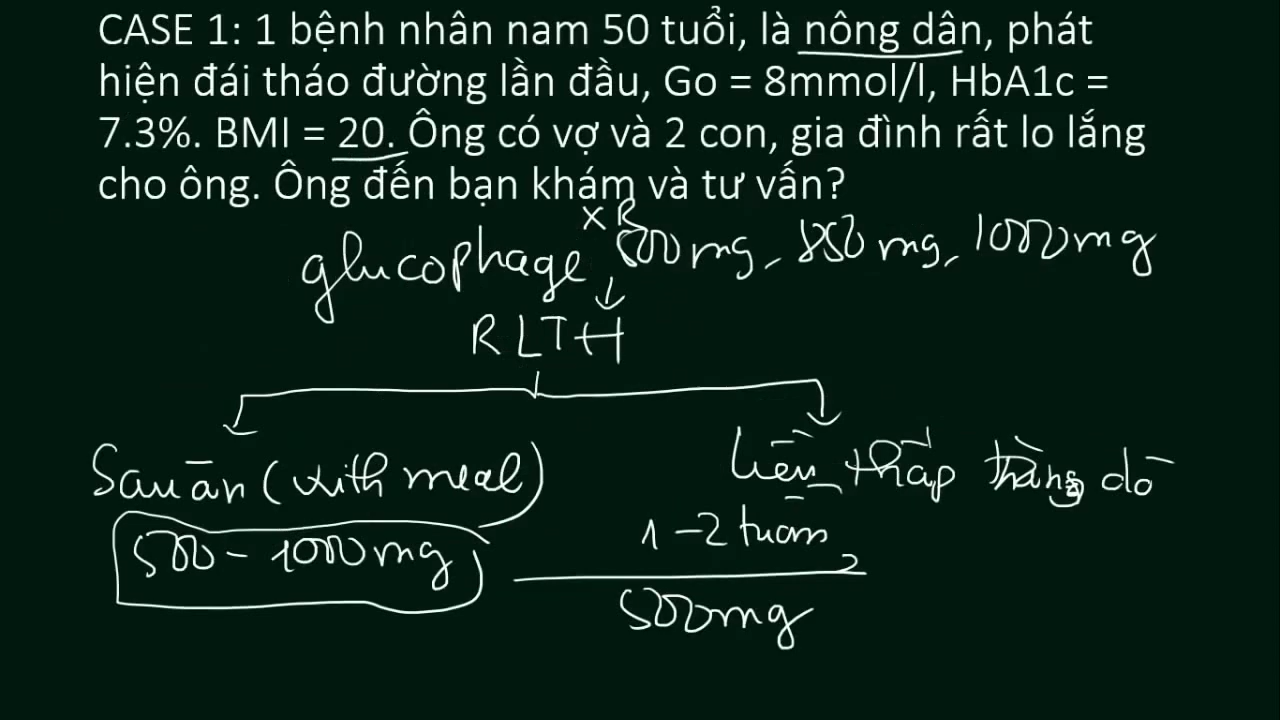 CASE 1: 1 bệnh nhân nam 50 tuổi, là nông dân, phát
hiện đái tháo đường lần đầu, Go = 8mmol/l, HbA1c =
7.3%. BMI = 20. Ông có vợ và 2 con, gia đình rất lo lắng
cho ông. Ông đến bạn khám và tư vấn?
XR
glucophage 500mg, 850mg, 1000mg
RLTH
Sau ăn (with meal) liều thấp tăng dò
500 - 1000mg 1-2 tuần
500mg